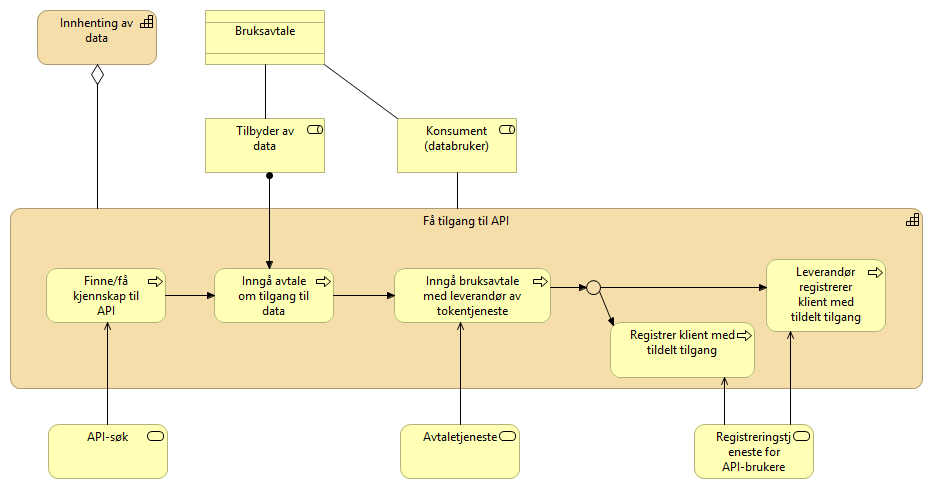 Innhenting av
data
Bruksavtale
Tilbyder av
data
Konsument
(databruker)
Få tilgang til API
Finne/få
kjennskap til
API
Inngå avtale
om tilgang til
data
Inngå bruksavtale
med leverandør av
tokentjeneste
Leverandør
registrerer
klient med
tildelt tilgang
Registrer klient med
tildelt tilgang
API-søk
Avtaletjeneste
Registreringstj
eneste for
API-brukere